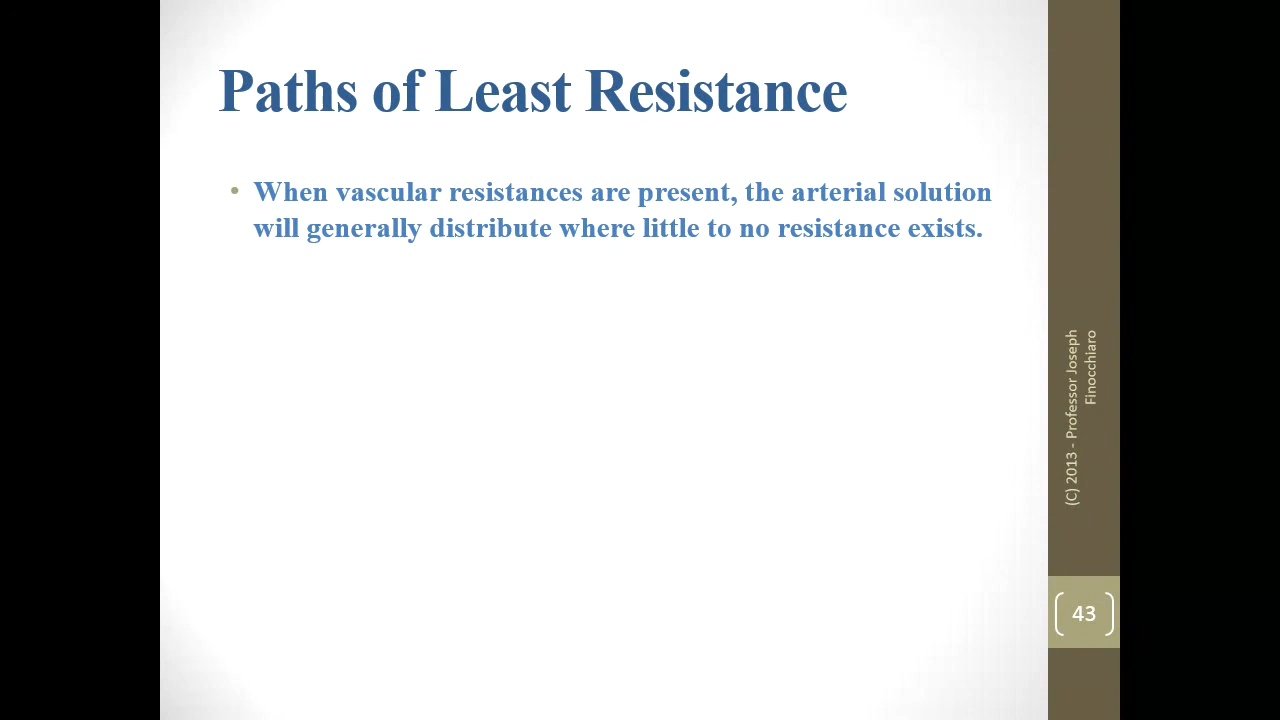 Paths of Least Resistance
• When vascular resistances are present, the arterial solution
will generally distribute where little to no resistance exists.
(C) 2013 - Professor Joseph
Finocchiaro
43